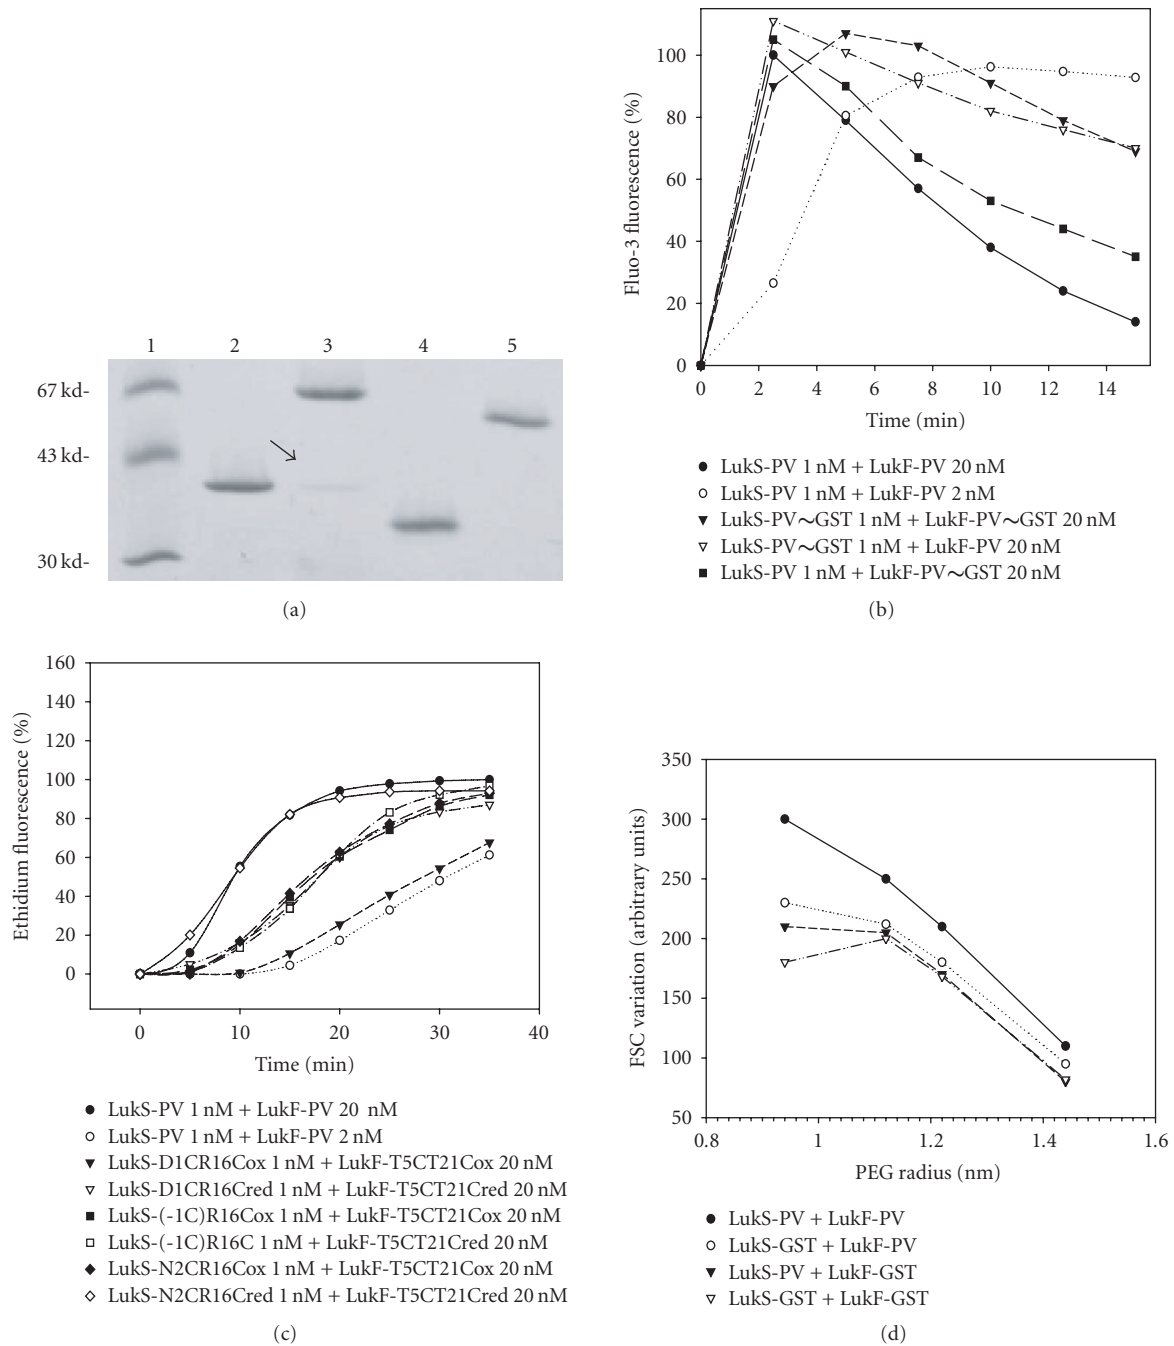 1 2 3 4 5
67 kd-
43 kd-
30 kd-
(a)
100
80
60
40
20
0
Fluo-3 fluorescence (%)
0 2 4 6 8 10 12 14
Time (min)
LukS-PV 1 nM + LukF-PV 20 nM
LukS-PV 1 nM + LukF-PV 2 nM
LukS-PV∼GST 1 nM + LukF-PV∼GST 20 nM
LukS-PV∼GST 1 nM + LukF-PV 20 nM
LukS-PV 1 nM + LukF-PV∼GST 20 nM
(b)
160
140
120
100
80
60
40
20
0
Ethidium fluorescence (%)
0 10 20 30 40
Time (min)
LukS-PV 1 nM + LukF-PV 20 nM
LukS-PV 1 nM + LukF-PV 2 nM
LukS-D1CR16Cox 1 nM + LukF-T5CT21Cox 20 nM
LukS-D1CR16Cred 1 nM + LukF-T5CT21Cred 20 nM
LukS-(-1C)R16Cox 1 nM + LukF-T5CT21Cox 20 nM
LukS-(-1C)R16C 1 nM + LukF-T5CT21Cred 20 nM
LukS-N2CR16Cox 1 nM + LukF-T5CT21Cox 20 nM
LukS-N2CR16Cred 1 nM + LukF-T5CT21Cred 20 nM
(c)
350
300
250
200
150
100
50
FSC variation (arbitrary units)
0.8 1 1.2 1.4 1.6
PEG radius (nm)
LukS-PV + LukF-PV
LukS-GST + LukF-PV
LukS-PV + LukF-GST
LukS-GST + LukF-GST
(d)